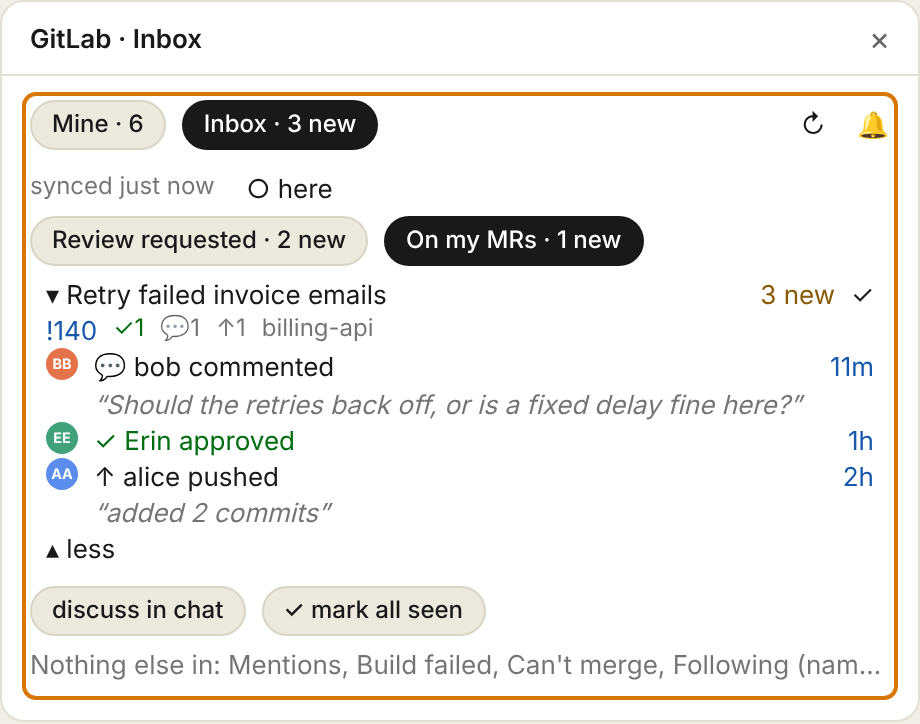 GitLab · Inbox ×
Mine · 6 Inbox · 3 new
synced just now here
Review requested · 2 new On my MRs · 1 new
▾ Retry failed invoice emails 3 new ✓
!140 ✓1 💬1 ↑1 billing-api
BB 💬 bob commented 11m
“Should the retries back off, or is a fixed delay fine here?”
EE ✓ Erin approved 1h
AA ↑ alice pushed 2h
“added 2 commits”
▴ less
discuss in chat ✓ mark all seen
Nothing else in: Mentions, Build failed, Can't merge, Following (nam...